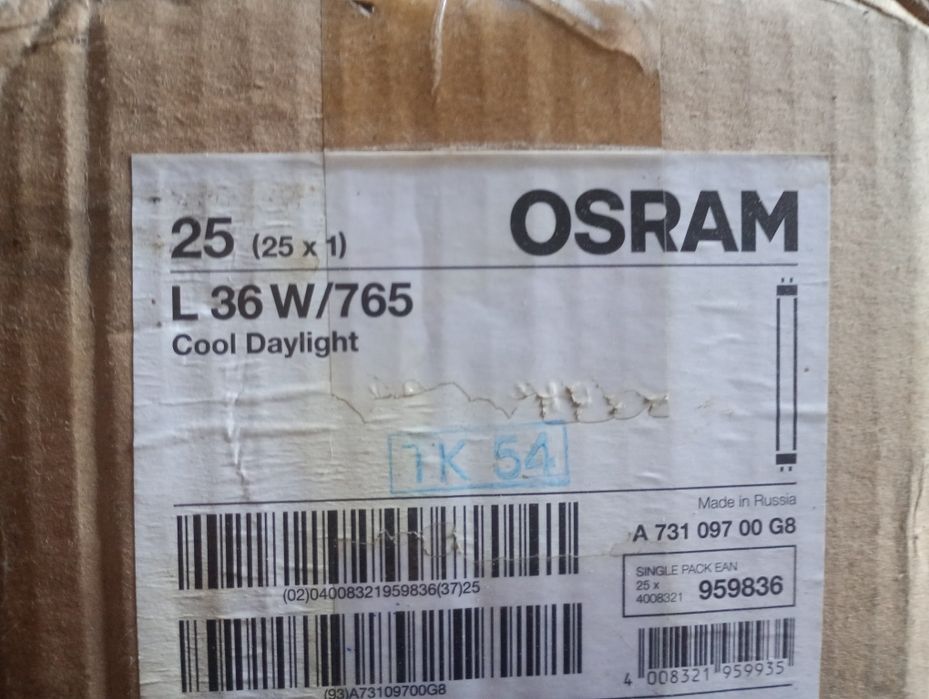 25 (25 x 1)
OSRAM
L 36 W/765
Cool Daylight
TK 54
Made in Russia
A 731 097 00 G8
(02)04008321959836(37)25
SINGLE PACK EAN
25 x
4008321 959836
(93)A73109700G8
4 008321 959935